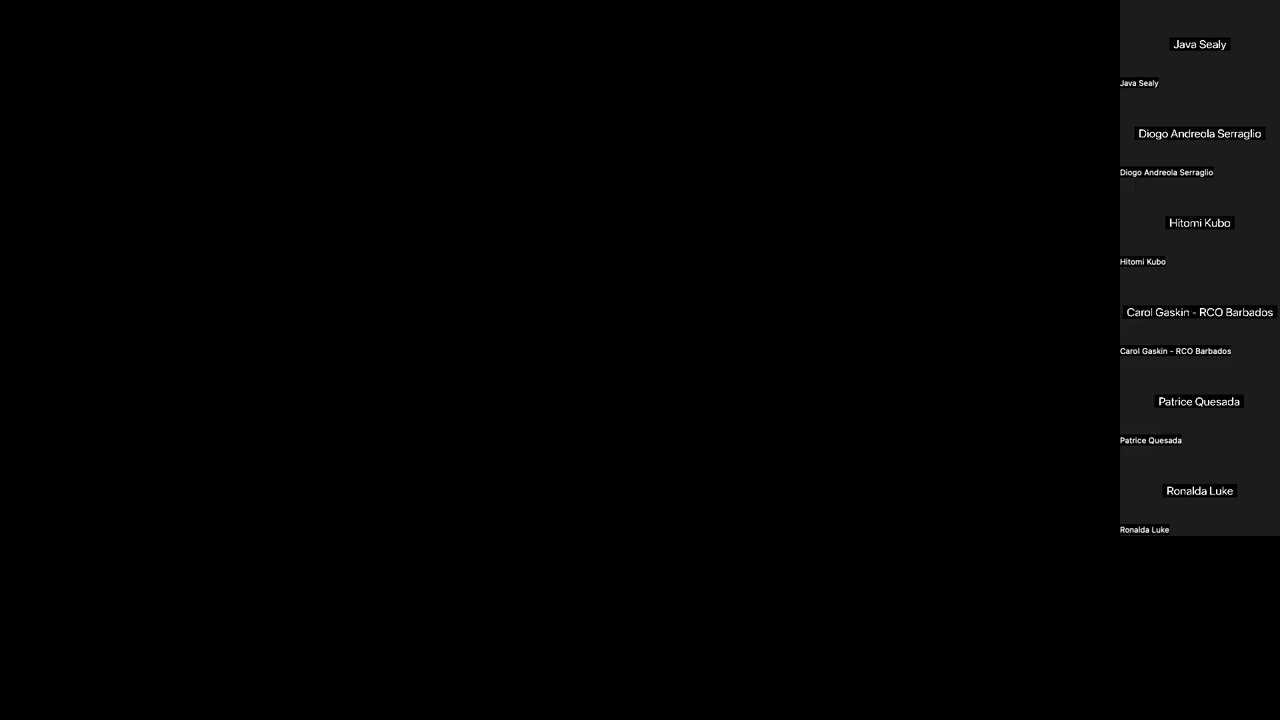 Java Sealy
Java Sealy
Diogo Andreola Serraglio
Diogo Andreola Serraglio
Hitomi Kubo
Hitomi Kubo
Carol Gaskin - RCO Barbados
Carol Gaskin - RCO Barbados
Patrice Quesada
Patrice Quesada
Ronalda Luke
Ronalda Luke